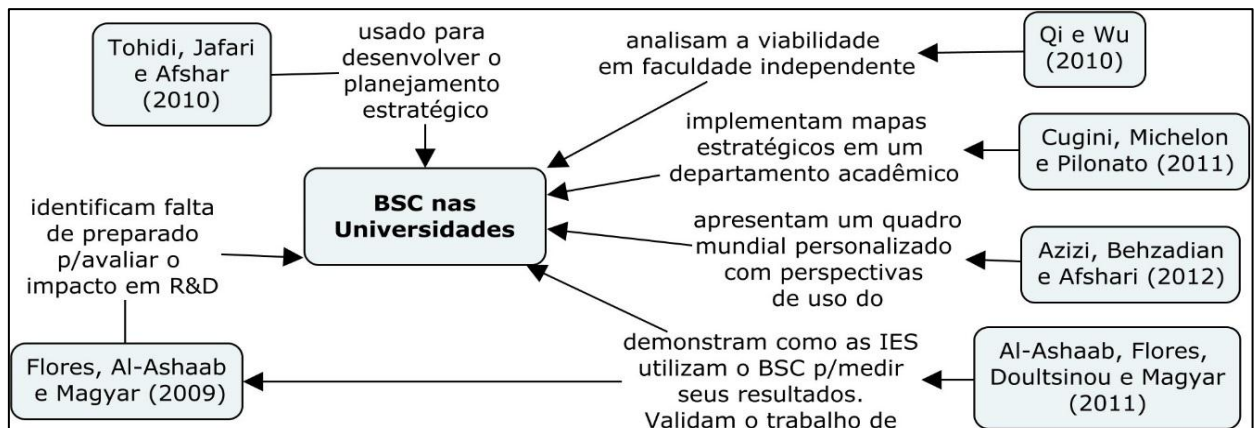 Tohidi, Jafari
e Afshar
(2010)
usado para
desenvolver o
planejamento
estratégico
analisam a viabilidade
em faculdade independente
Qi e Wu
(2010)
implementam mapas
estratégicos em um
departamento acadêmico
Cugini, Michelon
e Pilonato (2011)
BSC nas
Universidades
identificam falta
de preparado
p/avaliar o
impacto em R&D
apresentam um quadro
mundial personalizado
com perspectivas
de uso do
Azizi, Behzadian
e Afshari (2012)
Flores, Al-Ashaab
e Magyar (2009)
demonstram como as IES
utilizam o BSC p/medir
seus resultados.
Validam o trabalho de
Al-Ashaab, Flores,
Doultsinou e Magyar
(2011)